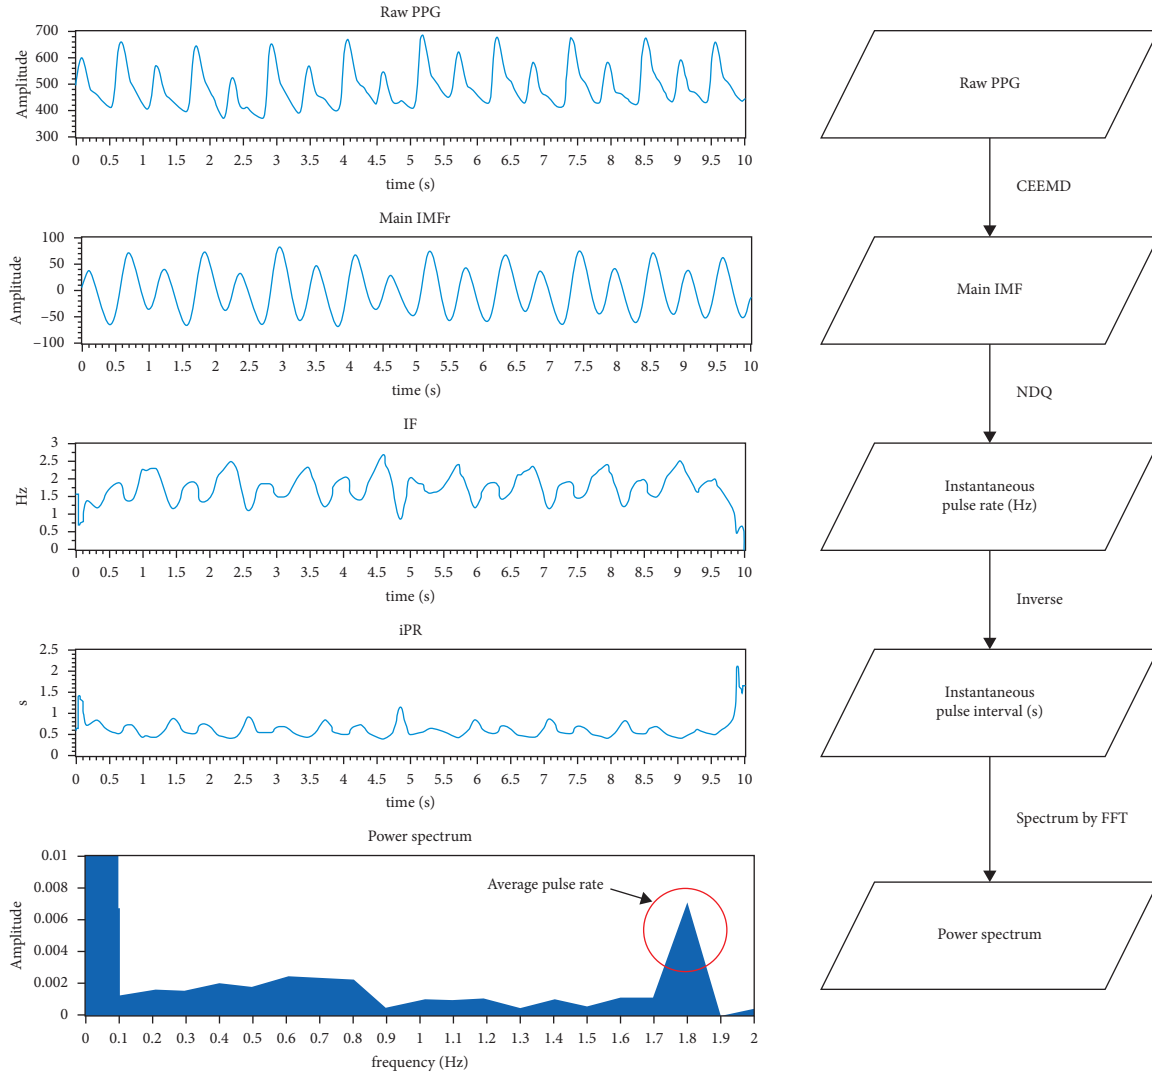 Raw PPG
700
600
500
400
300
Amplitude
0 0.5 1 1.5 2 2.5 3 3.5 4 4.5 5 5.5 6 6.5 7 7.5 8 8.5 9 9.5 10
time (s)
Main IMFr
100
50
0
−50
−100
Amplitude
0 0.5 1 1.5 2 2.5 3 3.5 4 4.5 5 5.5 6 6.5 7 7.5 8 8.5 9 9.5 10
time (s)
IF
3
2.5
2
1.5
1
0.5
0
Hz
0 0.5 1 1.5 2 2.5 3 3.5 4 4.5 5 5.5 6 6.5 7 7.5 8 8.5 9 9.5 10
time (s)
iPR
2.5
2
1.5
1
0.5
0
s
0 0.5 1 1.5 2 2.5 3 3.5 4 4.5 5 5.5 6 6.5 7 7.5 8 8.5 9 9.5 10
time (s)
Power spectrum
0.01
0.008
0.006
0.004
0.002
0
Amplitude
Average pulse rate
0 0.1 0.2 0.3 0.4 0.5 0.6 0.7 0.8 0.9 1 1.1 1.2 1.3 1.4 1.5 1.6 1.7 1.8 1.9 2
frequency (Hz)
Raw PPG
CEEMD
Main IMF
NDQ
Instantaneous
pulse rate (Hz)
Inverse
Instantaneous
pulse interval (s)
Spectrum by FFT
Power spectrum